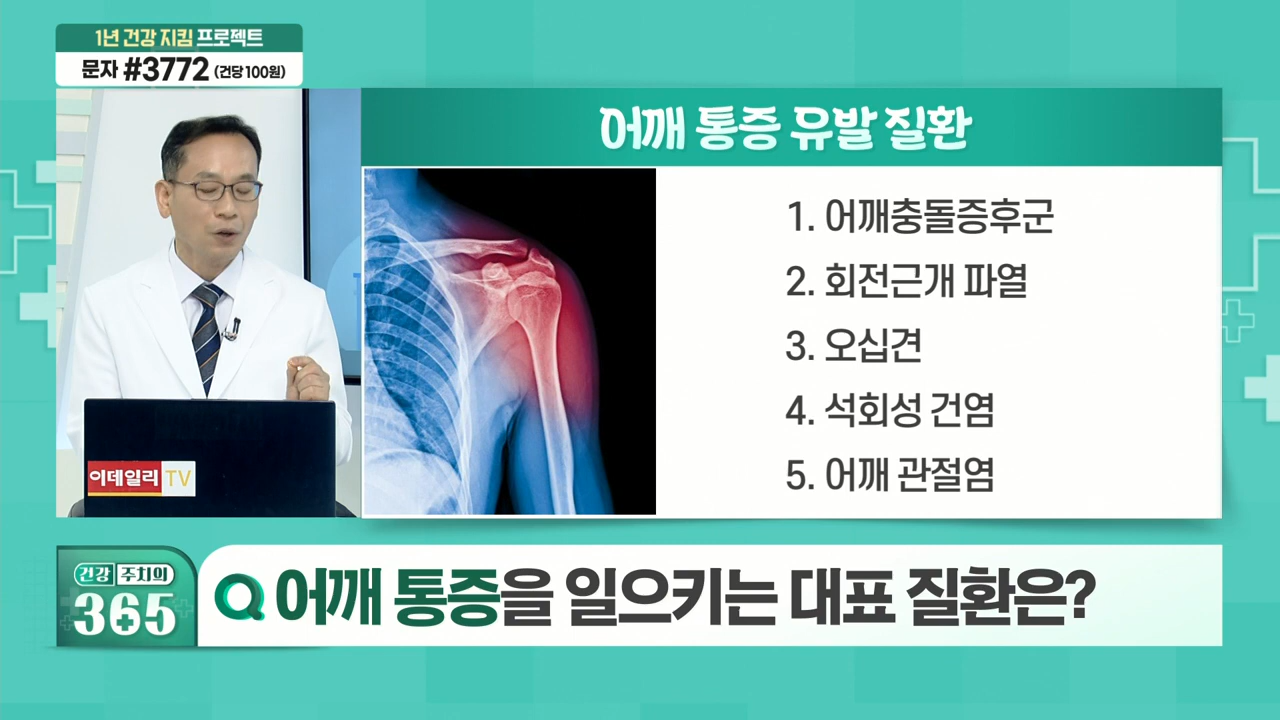 1년 건강 지킴 프로젝트
문자 #3772 (건당 100원)
어깨 통증 유발 질환
1. 어깨충돌증후군
2. 회전근개 파열
3. 오십견
4. 석회성 건염
5. 어깨 관절염
이데일리 TV
건강 주치의
365
Q 어깨 통증을 일으키는 대표 질환은?